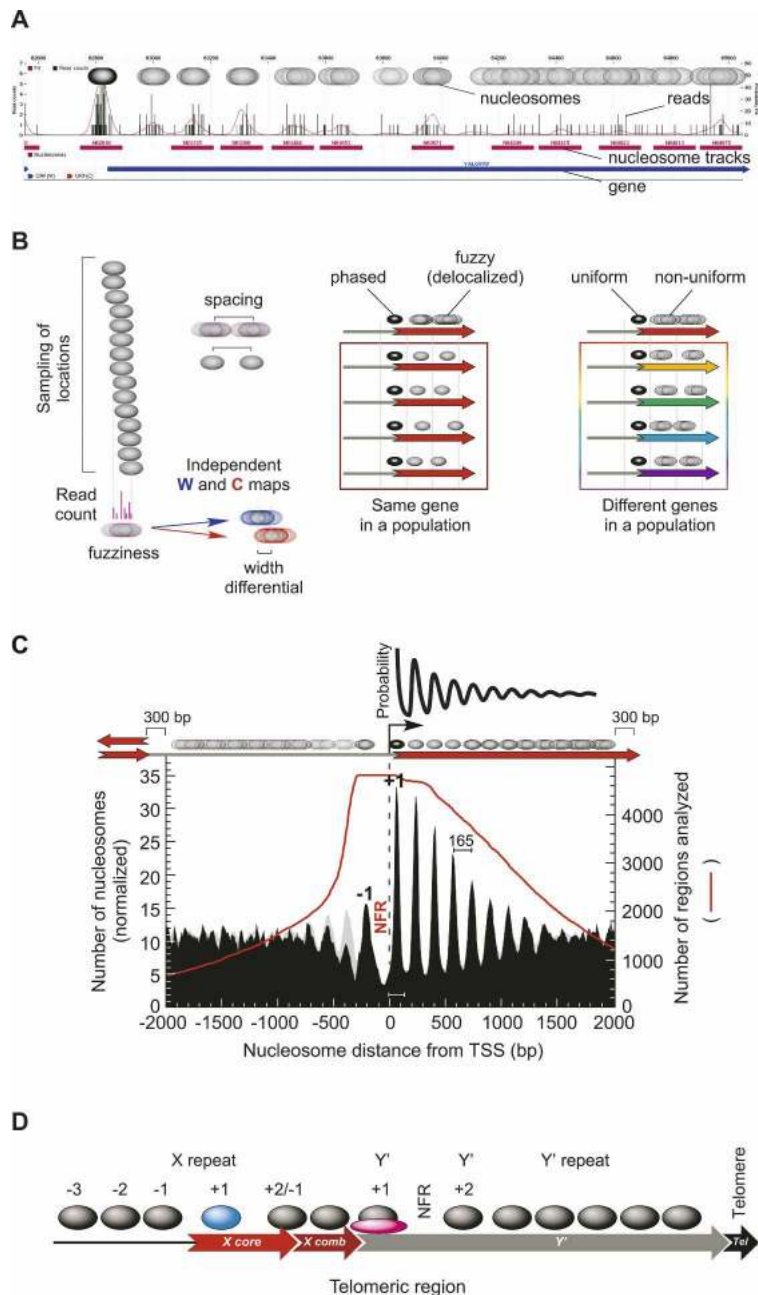 A
nucleosomes
reads
nucleosome tracks
gene
B
Sampling of
locations
Read
count
fuzziness
spacing
Independent
W and C maps
width
differential
phased
fuzzy
(delocalized)
Same gene
in a population
uniform
non-uniform
Different genes
in a population
C
Probability
300 bp
300 bp
Number of nucleosomes
(normalized)
35
30
25
20
15
10
5
0
+1
-1
NFR
165
4000
3000
2000
1000
0
Number of regions analyzed
( )
-2000 -1500 -1000 -500 0 500 1000 1500 2000
Nucleosome distance from TSS (bp)
D
X repeat Y' Y' Y' repeat
-3 -2 -1 +1 +2/-1 +1 NFR +2 Telomere
X core X comb Y' Tel
Telomeric region